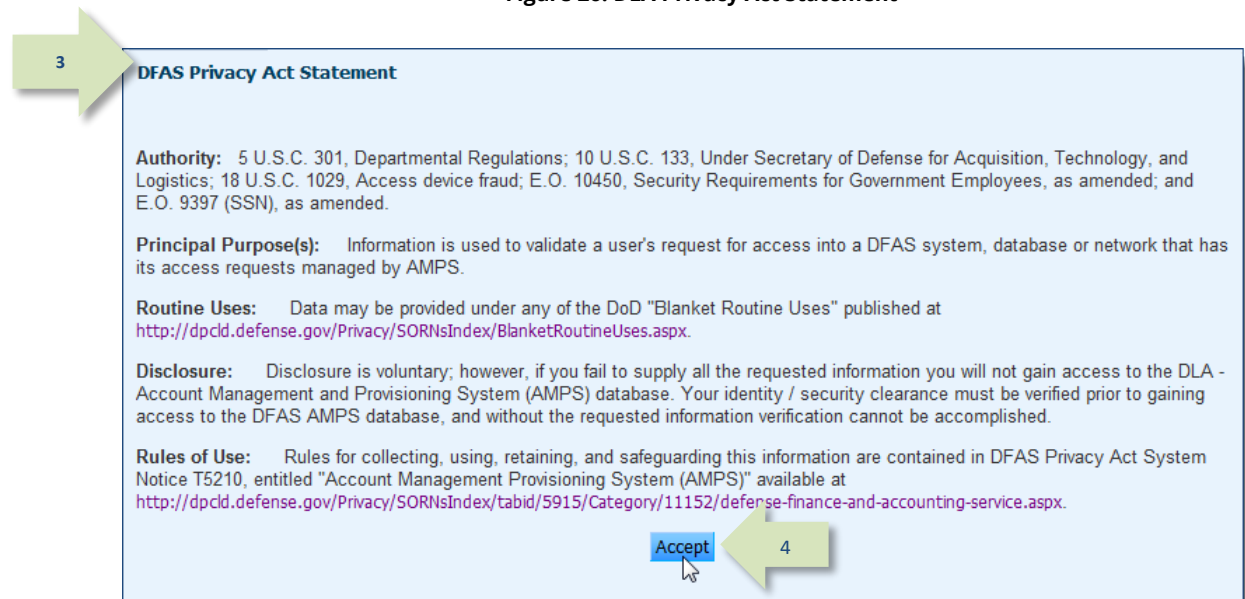 Figure 26: DLA Privacy Act Statement
3
DFAS Privacy Act Statement
Authority: 5 U.S.C. 301, Departmental Regulations; 10 U.S.C. 133, Under Secretary of Defense for Acquisition, Technology, and
Logistics; 18 U.S.C. 1029, Access device fraud; E.O. 10450, Security Requirements for Government Employees, as amended; and
E.O. 9397 (SSN), as amended.
Principal Purpose(s): Information is used to validate a user's request for access into a DFAS system, database or network that has
its access requests managed by AMPS.
Routine Uses: Data may be provided under any of the DoD "Blanket Routine Uses" published at
http://dpcld.defense.gov/Privacy/SORNsIndex/BlanketRoutineUses.aspx.
Disclosure: Disclosure is voluntary; however, if you fail to supply all the requested information you will not gain access to the DLA -
Account Management and Provisioning System (AMPS) database. Your identity / security clearance must be verified prior to gaining
access to the DFAS AMPS database, and without the requested information verification cannot be accomplished.
Rules of Use: Rules for collecting, using, retaining, and safeguarding this information are contained in DFAS Privacy Act System
Notice T5210, entitled "Account Management Provisioning System (AMPS)" available at
http://dpcld.defense.gov/Privacy/SORNsIndex/tabid/5915/Category/11152/defense-finance-and-accounting-service.aspx.
Accept
4